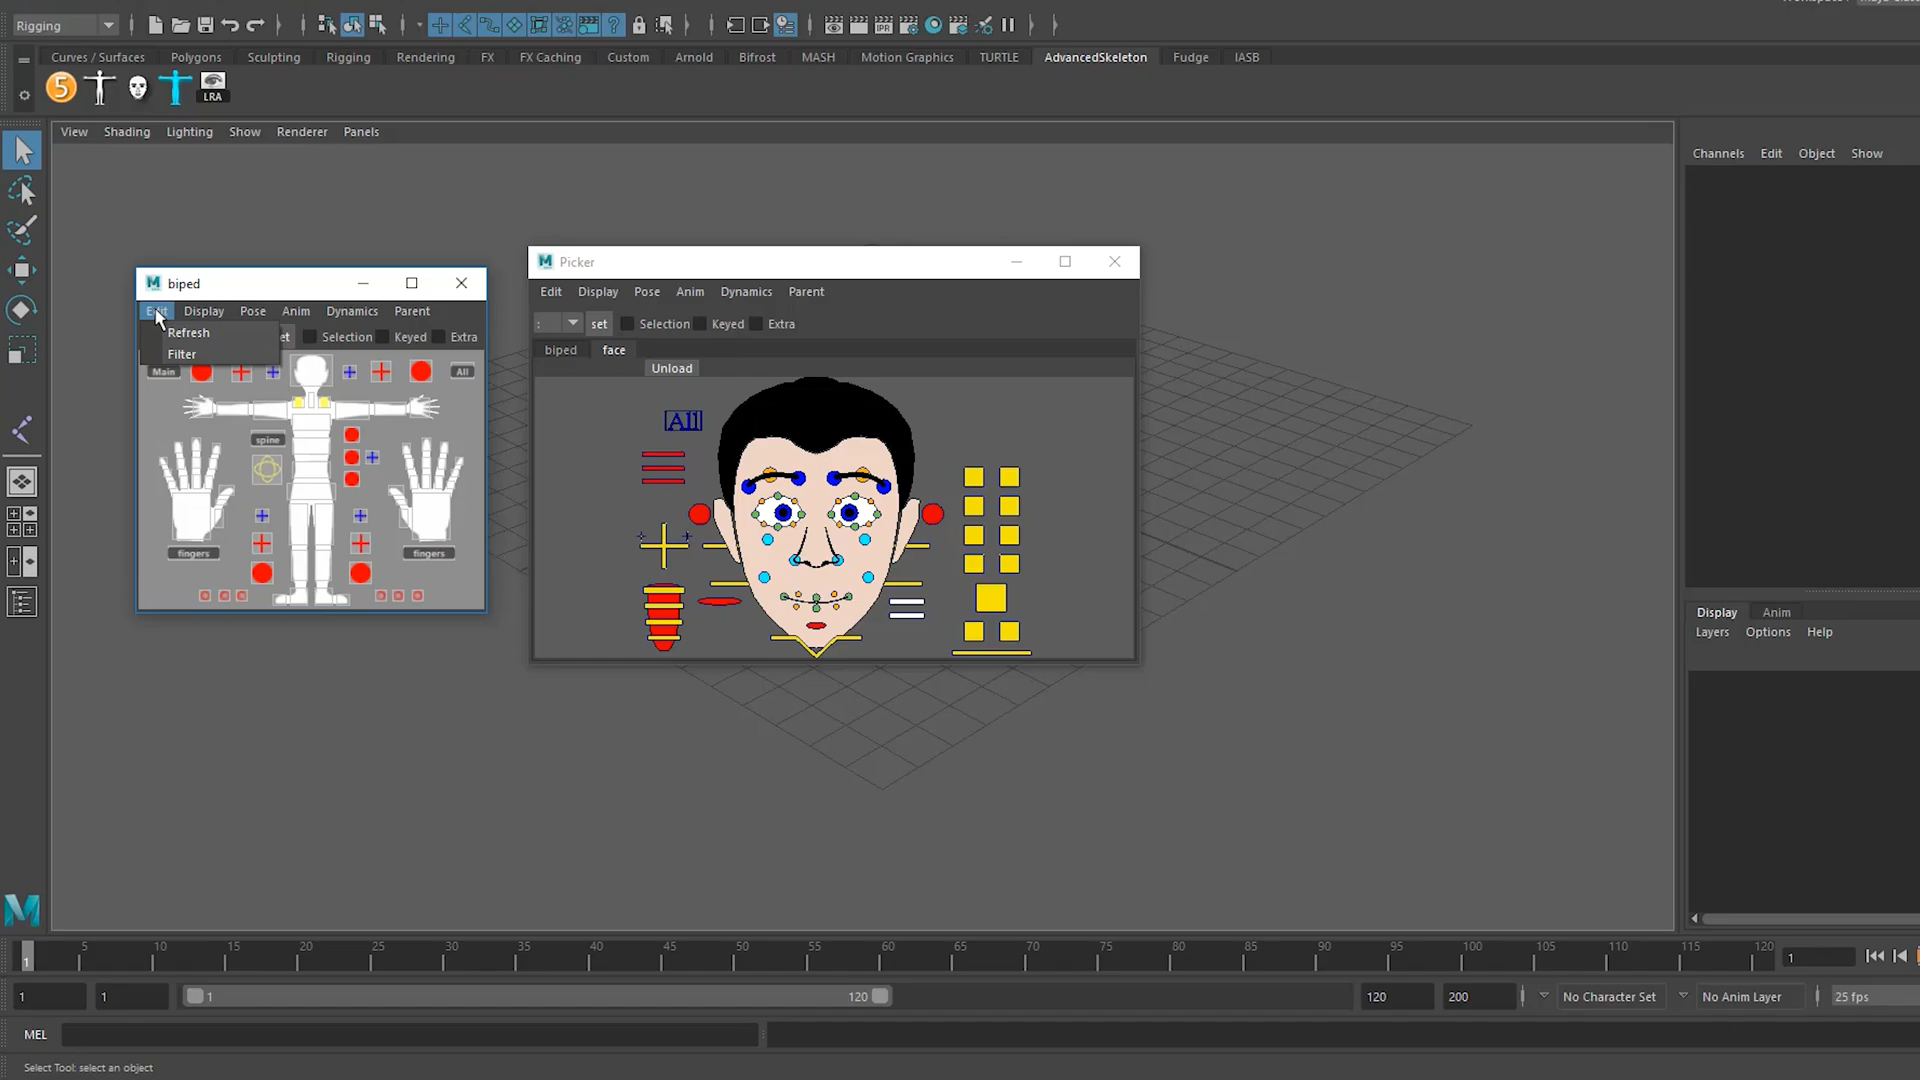 Rigging
IPR
Curves / Surfaces Polygons Sculpting Rigging Rendering FX FX Caching Custom Arnold Bifrost MASH Motion Graphics TURTLE AdvancedSkeleton Fudge IASB
5 LRA
View Shading Lighting Show Renderer Panels
Channels Edit Object Show
biped
Edit Display Pose Anim Dynamics Parent
Refresh
Filter
et Selection Keyed Extra
Main All
spine
fingers fingers
Picker
Edit Display Pose Anim Dynamics Parent
: set Selection Keyed Extra
biped face
Unload
All
Display Anim
Layers Options Help
5 10 15 20 25 30 35 40 45 50 55 60 65 70 75 80 85 90 95 100 105 110 115 120
1 1
1 1 1 120 120 200 No Character Set No Anim Layer 25 fps
MEL
Select Tool: select an object